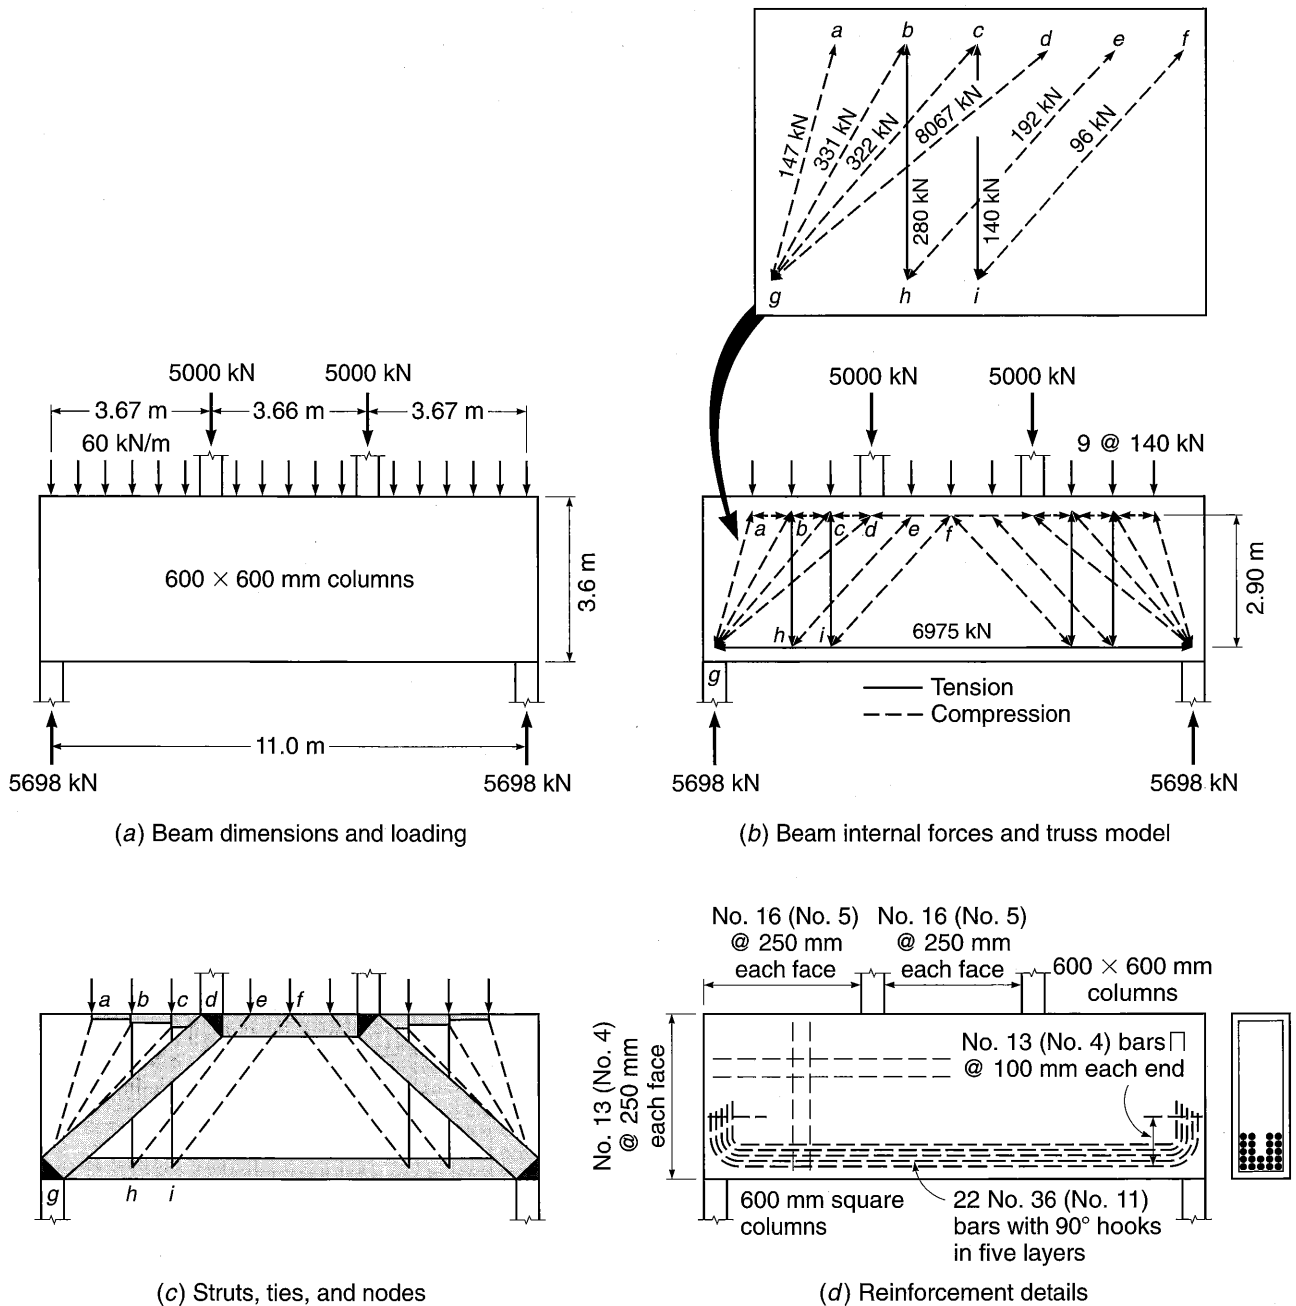 a b c d e f
147 kN
331 kN
322 kN
8067 kN
192 kN
96 kN
280 kN
140 kN
g h i
5000 kN 5000 kN
3.67 m 3.66 m 3.67 m
60 kN/m
600 × 600 mm columns
3.6 m
11.0 m
5698 kN 5698 kN
(a) Beam dimensions and loading
5000 kN 5000 kN
9 @ 140 kN
a b c d e f
2.90 m
h i 6975 kN
g
Tension
Compression
5698 kN 5698 kN
(b) Beam internal forces and truss model
a b c d e f
g h i
(c) Struts, ties, and nodes
No. 16 (No. 5) No. 16 (No. 5)
@ 250 mm @ 250 mm
each face each face
600 × 600 mm
columns
No. 13 (No. 4)
@ 250 mm
each face
No. 13 (No. 4) bars
@ 100 mm each end
600 mm square
columns
22 No. 36 (No. 11)
bars with 90° hooks
in five layers
(d) Reinforcement details